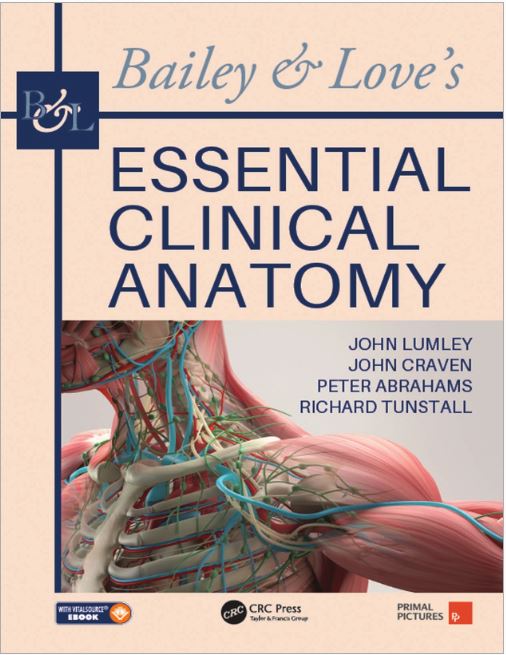 Bailey & Love's
B&L
ESSENTIAL
CLINICAL
ANATOMY
JOHN LUMLEY
JOHN CRAVEN
PETER ABRAHAMS
RICHARD TUNSTALL
WITH VITALSOURCE®
EBOOK
CRC
CRC Press
Taylor & Francis Group
PRIMAL
PICTURES